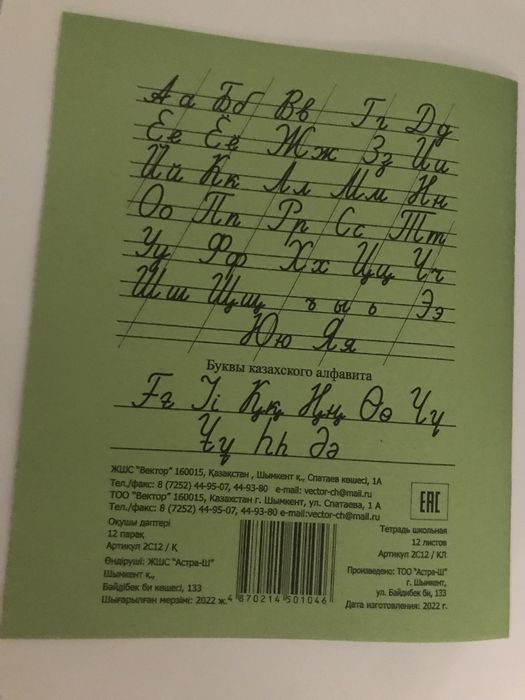 Аа Бб Вв Гг Дд
Ее Ёё Жж Зз Ии
Йй Кк Лл Мм Нн
Оо Пп Рр Сс Тт
Уу Фф Хх Цц Чч
Шш Щщ ъ ы ь Ээ
Юю Яя
Буквы казахского алфавита
Ғғ Іі Ққ Ңң Өө Үү
Ұұ Һһ Әә
ЖШС "Вектор" 160015, Қазақстан , Шымкент қ., Спатаев көшесі, 1А
Тел./факс: 8 (7252) 44-95-07, 44-93-80 e-mail: vector-ch@mail.ru
ТОО "Вектор" 160015, Казахстан г. Шымкент, ул. Спатаева, 1 А
Тел./факс: 8 (7252) 44-95-07, 44-93-80 e-mail:vector-ch@mail.ru
EAC
Оқушы дәптері
12 парақ
Артикул 2С12 / Қ
Өндіруші: ЖШС "Астра-Ш"
Шымкент қ.,
Бәйдібек би көшесі, 133
Шығарылған мерзімі: 2022 ж.
4 870214 501046
Тетрадь школьная
12 листов
Артикул 2С12 / КЛ
Произведено: ТОО "Астра-Ш"
г. Шымкент,
ул. Байдибек би, 133
Дата изготовления: 2022 г.